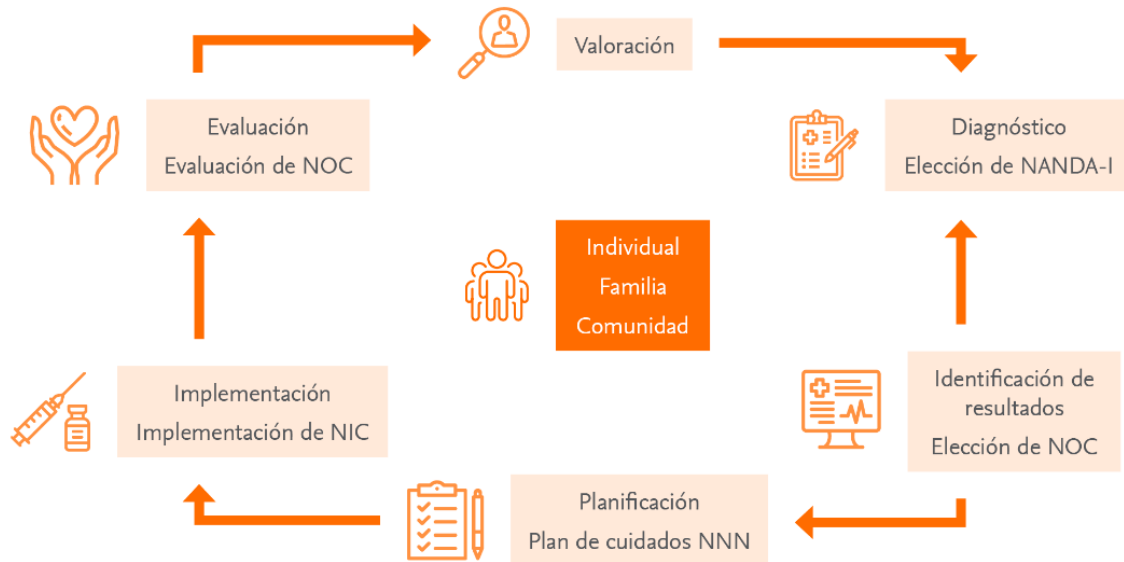 Valoración
Evaluación
Evaluación de NOC
Diagnóstico
Elección de NANDA-I
Individual
Familia
Comunidad
Implementación
Implementación de NIC
Identificación de
resultados
Elección de NOC
Planificación
Plan de cuidados NNN